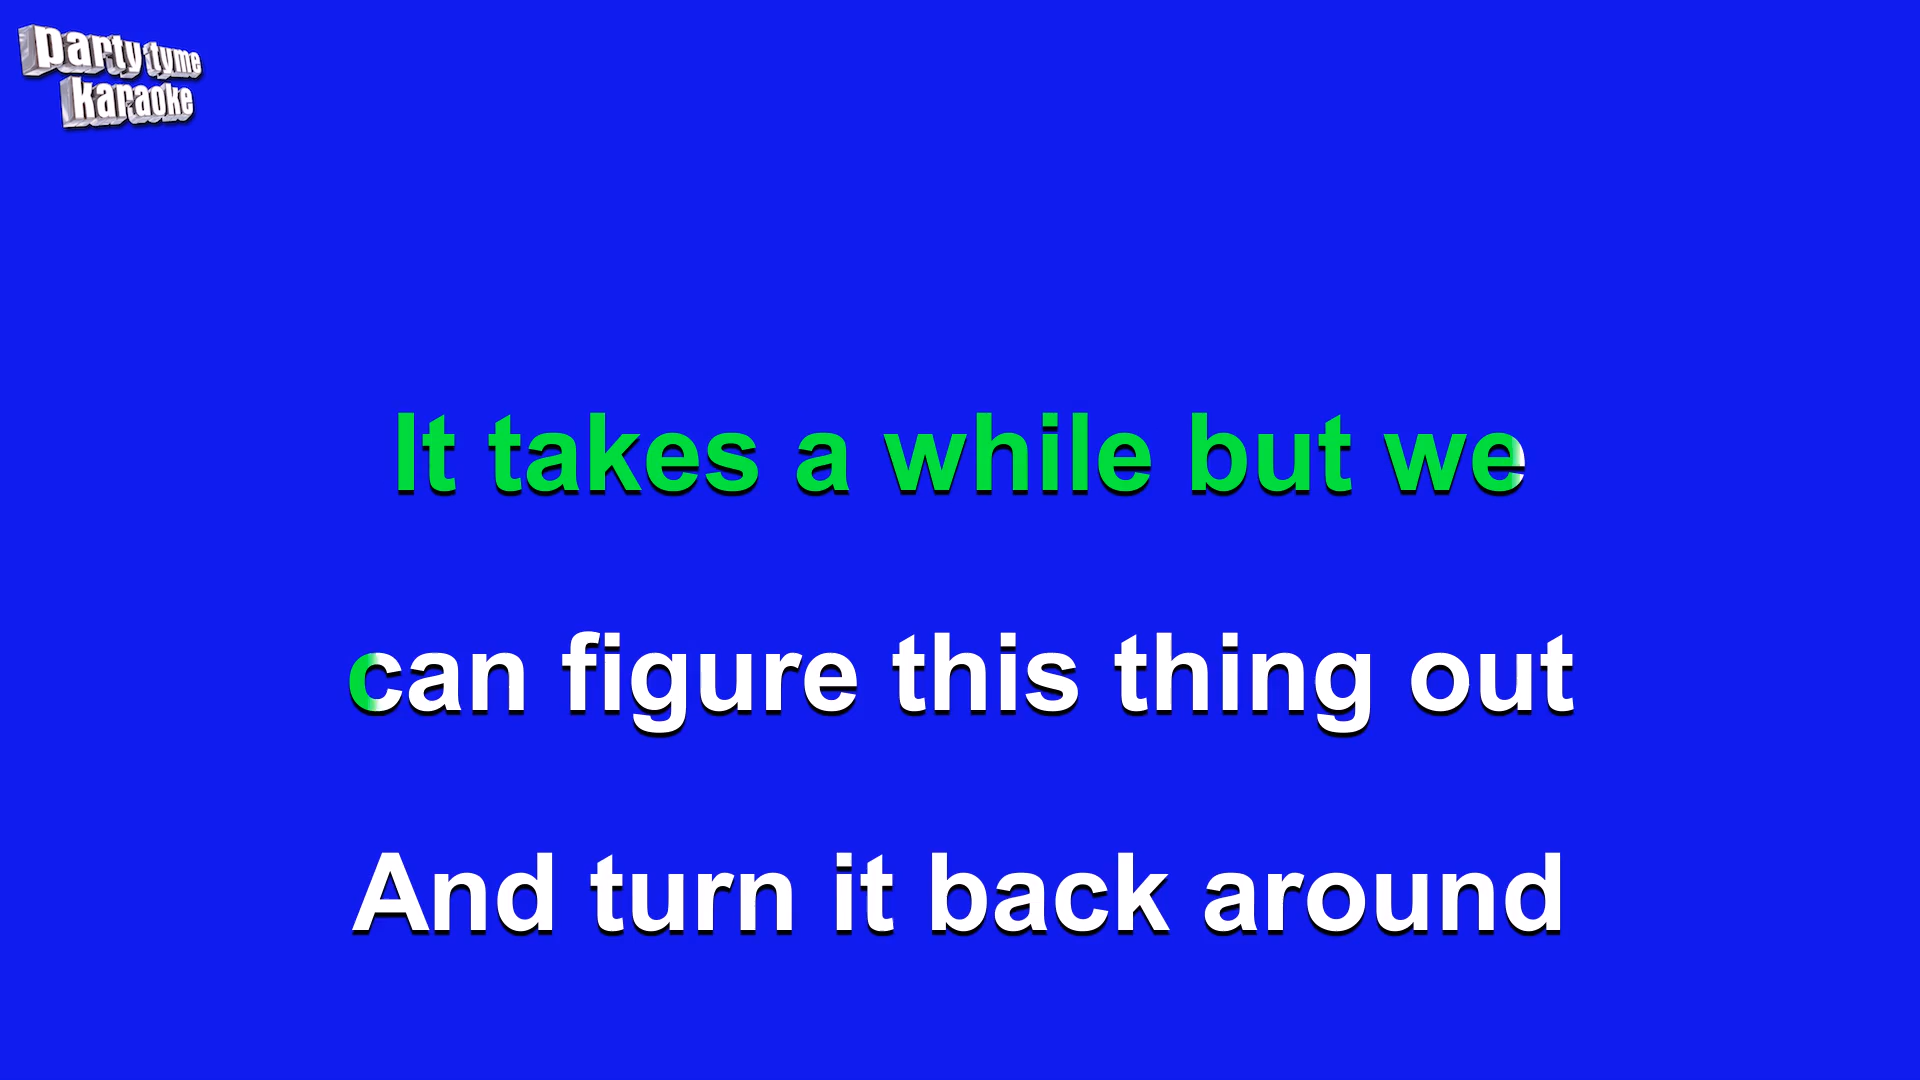 party tyme
karaoke
It takes a while but we
can figure this thing out
And turn it back around